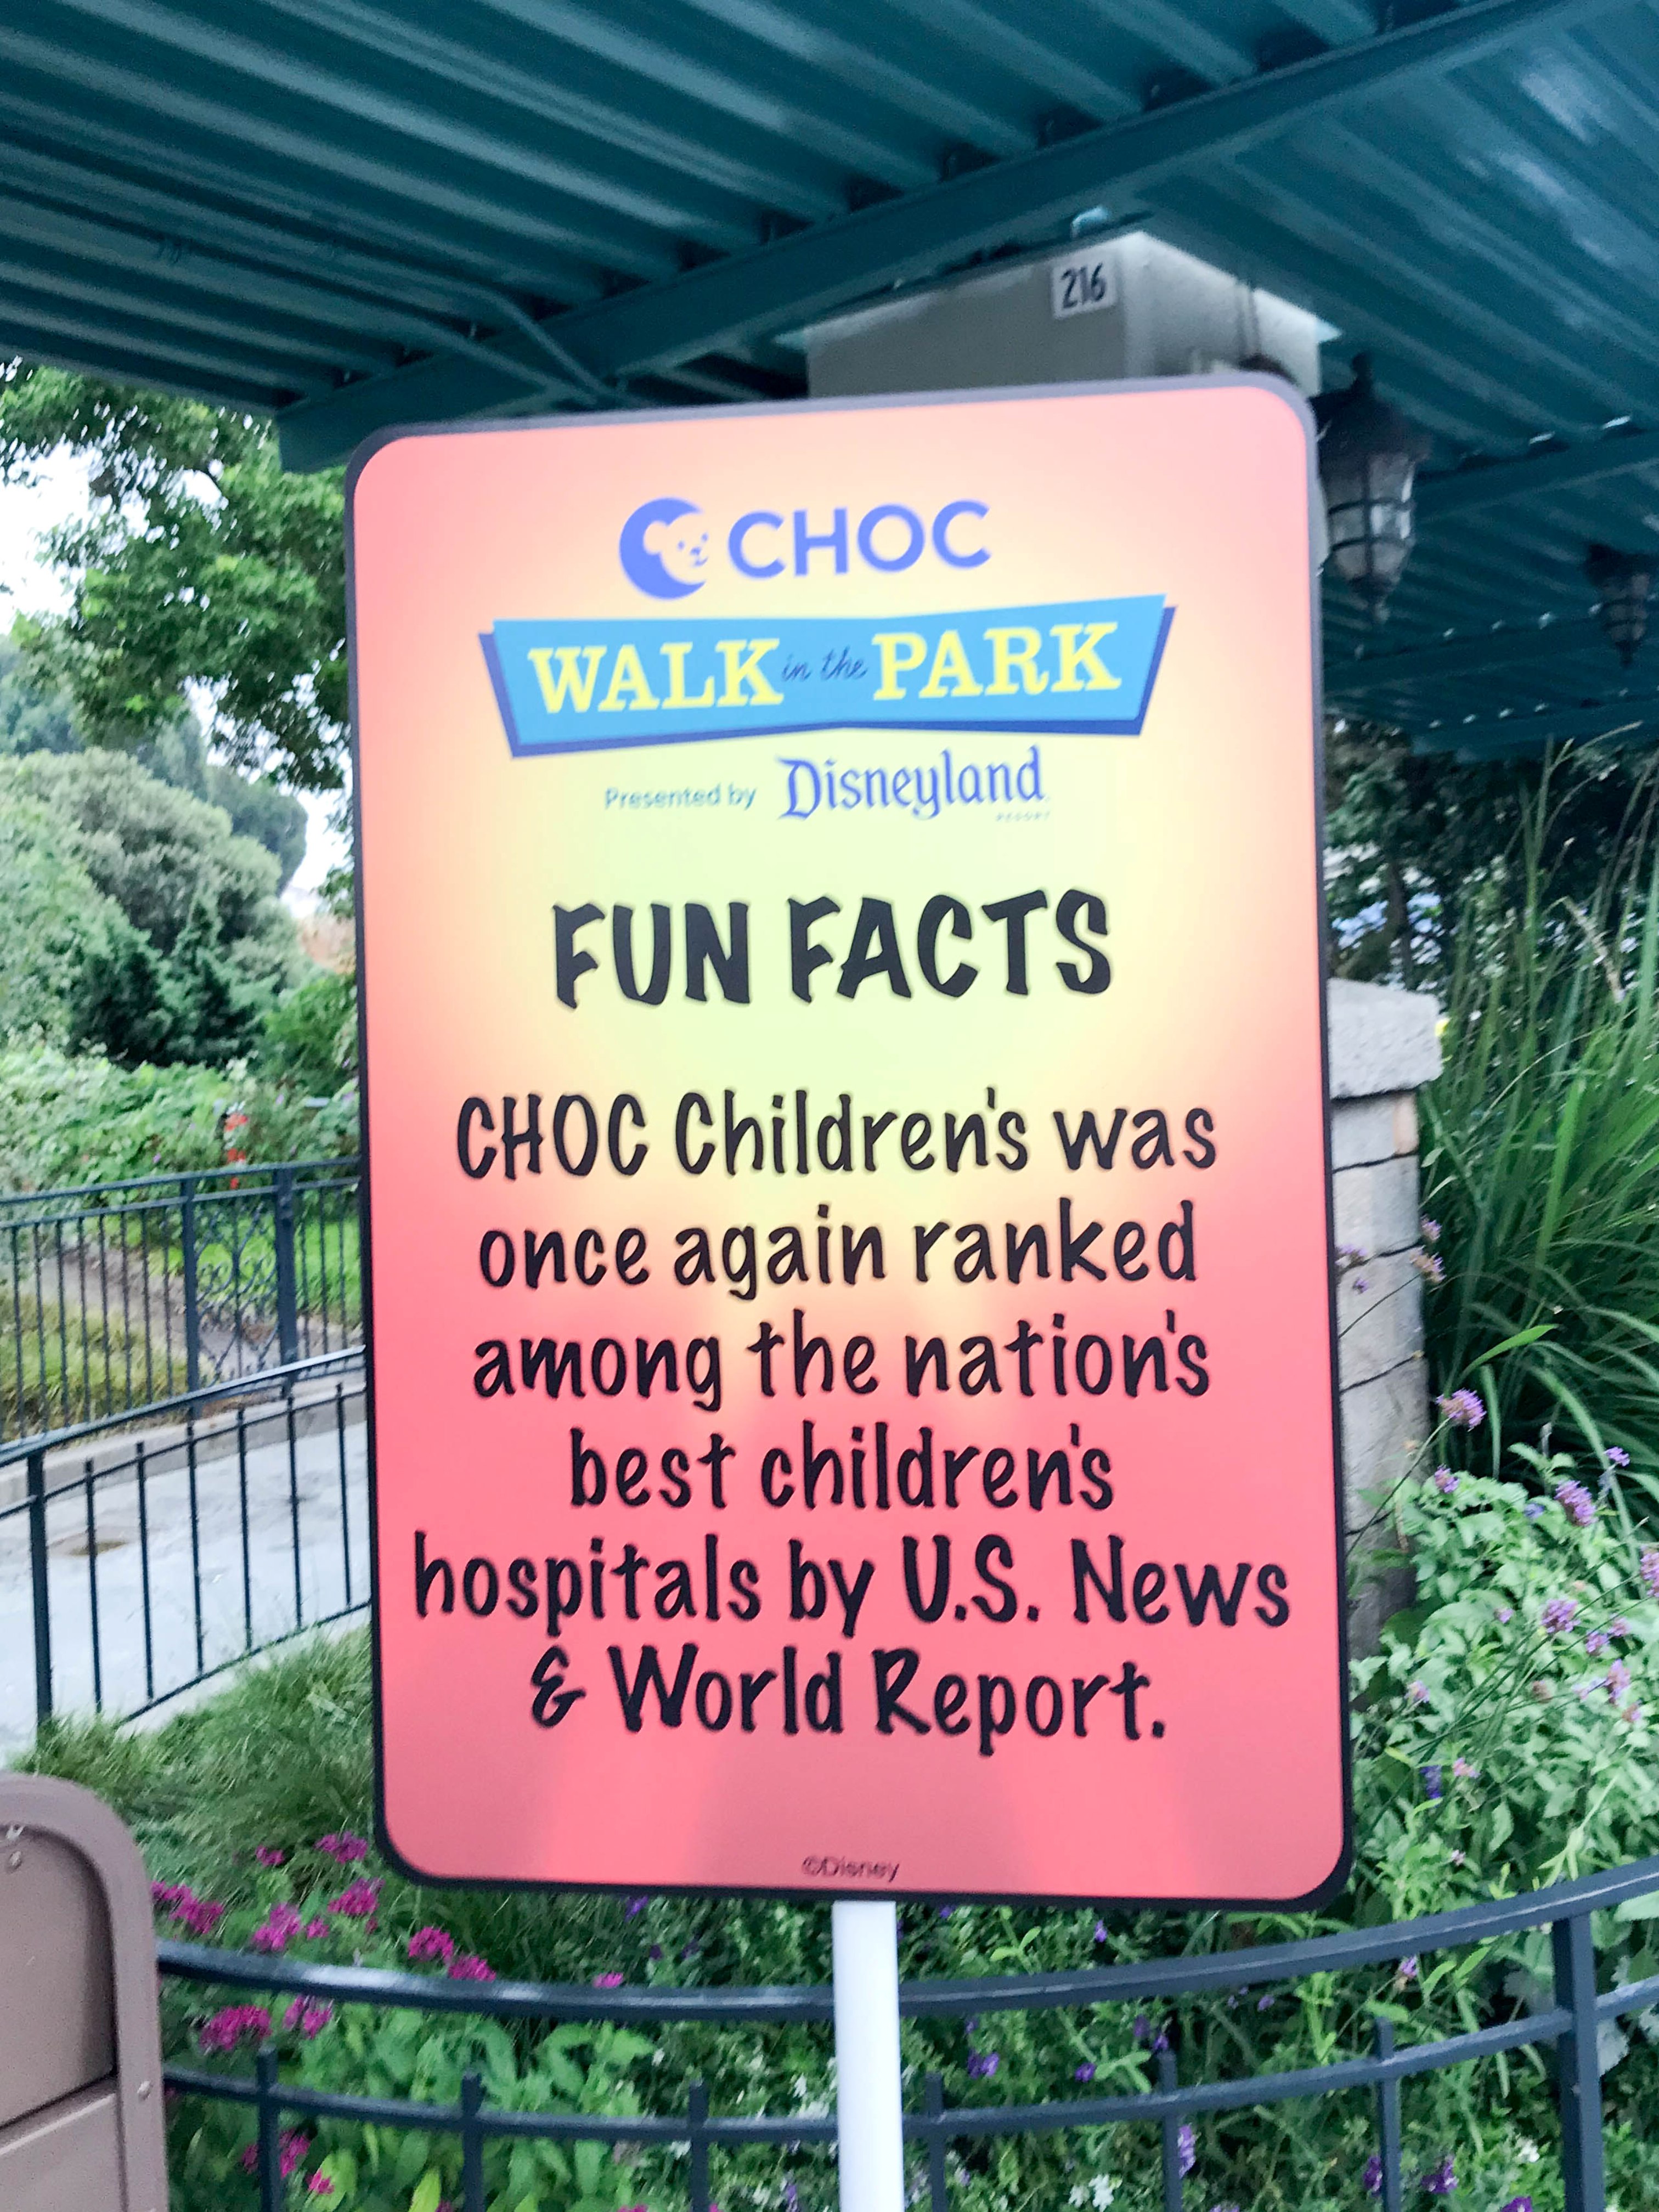 216
CHOC
WALK in the PARK
Presented by Disneyland
RESORT
FUN FACTS
CHOC Children's was
once again ranked
among the nation's
best children's
hospitals by U.S. News
& World Report.
©Disney